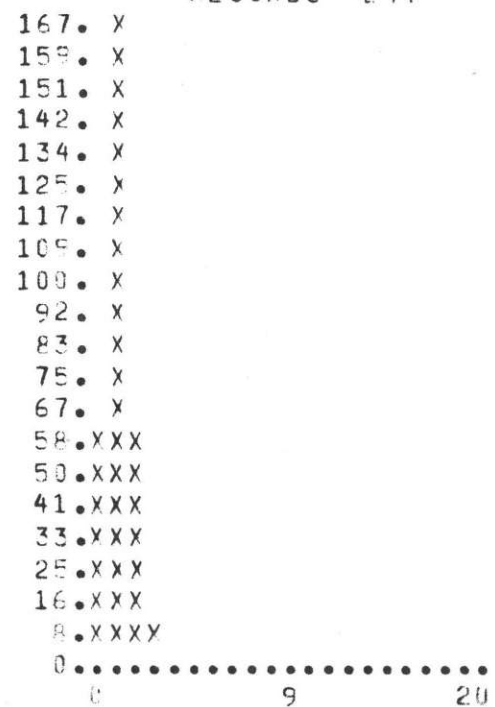 167. X
159. X
151. X
142. X
134. X
125. X
117. X
109. X
100. X
92. X
83. X
75. X
67. X
58.XXX
50.XXX
41.XXX
33.XXX
25.XXX
16.XXX
8.XXXX
0......................
0 9 20